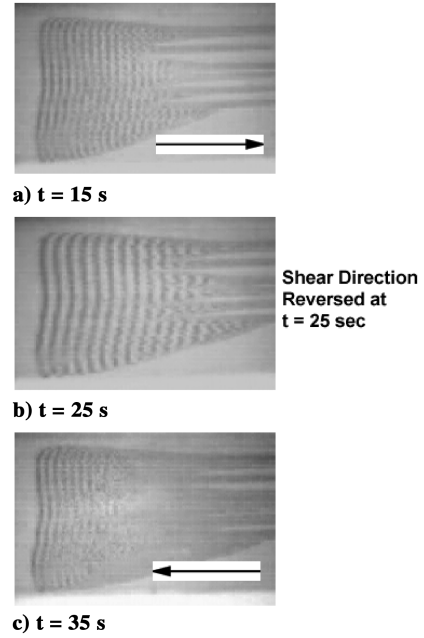 a) t = 15 s
Shear Direction
Reversed at
t = 25 sec
b) t = 25 s
c) t = 35 s